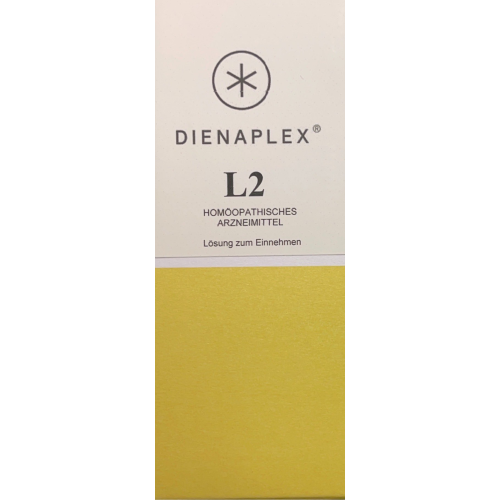 DIENAPLEX®
L2
HOMÖOPATHISCHES
ARZNEIMITTEL
Lösung zum Einnehmen